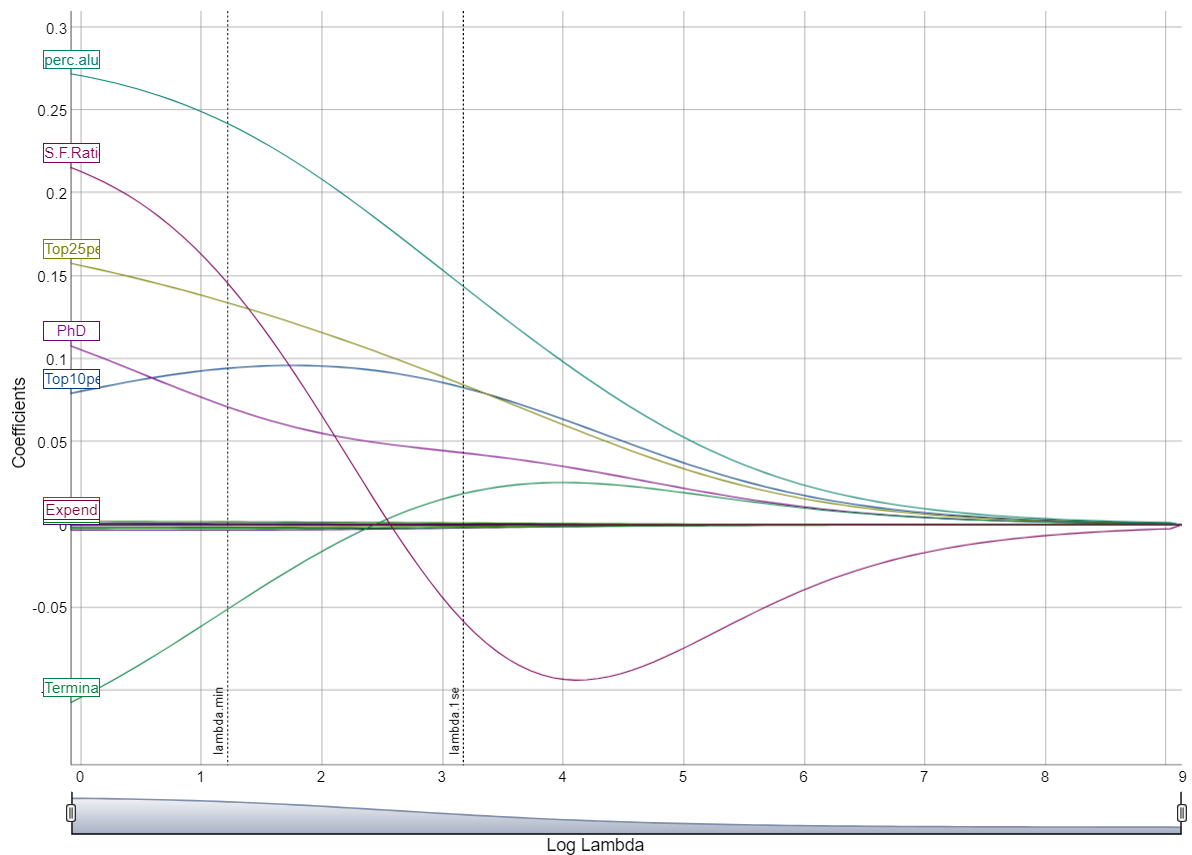 0.3
perc.alu
0.25
S.F.Rati
0.2
Top25pe
0.15
PhD
0.1
Top10pe
0.05
Expend
0
-0.05
Termina
Coefficients
lambda.min
lambda.1se
0 1 2 3 4 5 6 7 8 9
Log Lambda